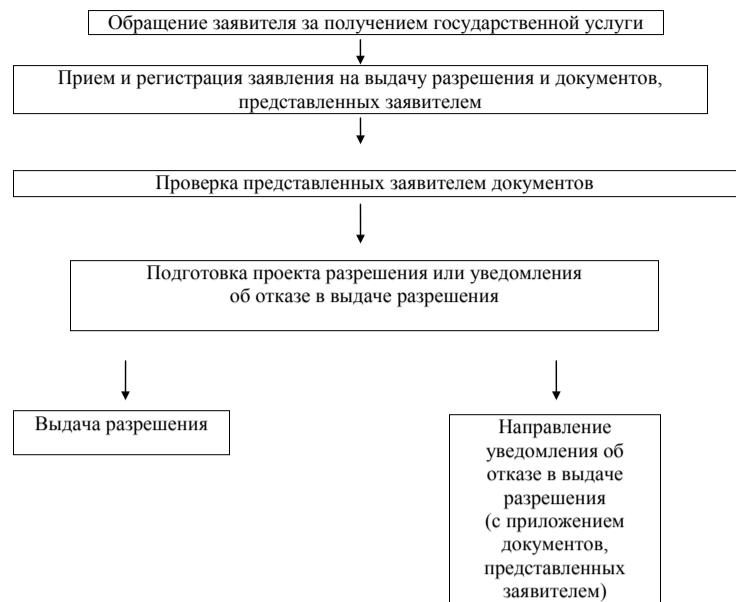 Обращение заявителя за получением государственной услуги
Прием и регистрация заявления на выдачу разрешения и документов,
представленных заявителем
Проверка представленных заявителем документов
Подготовка проекта разрешения или уведомления
об отказе в выдаче разрешения
Выдача разрешения
Направление
уведомления об
отказе в выдаче
разрешения
(с приложением
документов,
представленных
заявителем)